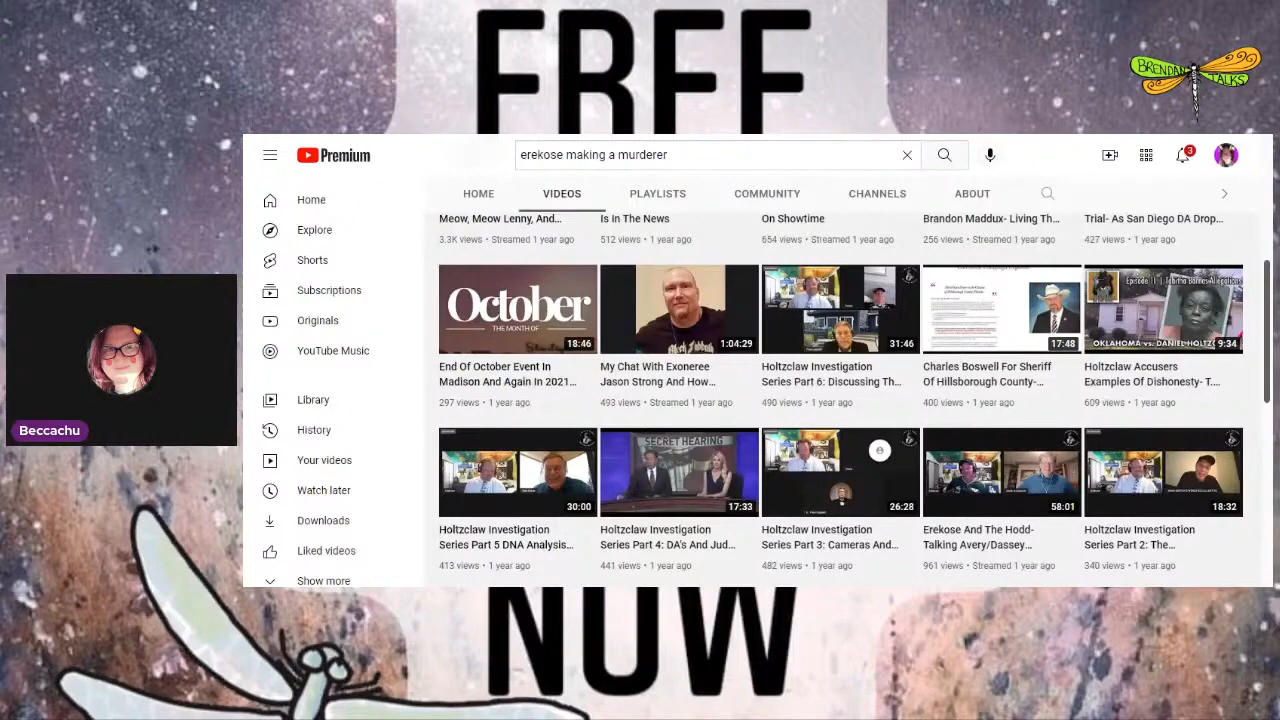 FREE
BRENDAN
TALKS
Premium
erekose making a murderer
3
HOME
VIDEOS
PLAYLISTS
COMMUNITY
CHANNELS
ABOUT
Home
Explore
Shorts
Subscriptions
Originals
YouTube Music
Library
History
Your videos
Watch later
Downloads
Liked videos
Show more
Meow, Meow Lenny, And...
3.3K views • Streamed 1 year ago
Is In The News
512 views • 1 year ago
On Showtime
654 views • Streamed 1 year ago
Brandon Maddux- Living Th...
256 views • Streamed 1 year ago
Trial- As San Diego DA Drop...
427 views • 1 year ago
October
THE MONTH OF
18:46
End Of October Event In
Madison And Again In 2021...
297 views • 1 year ago
1:04:29
My Chat With Exoneree
Jason Strong And How...
493 views • Streamed 1 year ago
31:46
Holtzclaw Investigation
Series Part 6: Discussing Th...
490 views • 1 year ago
17:48
Charles Boswell For Sheriff
Of Hillsborough County-...
400 views • 1 year ago
Episode 11 | Tabitha Barnes Allegations
OKLAHOMA vs. DANIEL HOLTZC
9:34
Holtzclaw Accusers
Examples Of Dishonesty- T....
609 views • 1 year ago
30:00
Holtzclaw Investigation
Series Part 5 DNA Analysis...
413 views • 1 year ago
SECRET HEARING
17:33
Holtzclaw Investigation
Series Part 4: DA's And Jud...
441 views • 1 year ago
26:28
Holtzclaw Investigation
Series Part 3: Cameras And...
482 views • 1 year ago
58:01
Erekose And The Hodd-
Talking Avery/Dassey...
961 views • Streamed 1 year ago
18:32
Holtzclaw Investigation
Series Part 2: The...
340 views • 1 year ago
Beccachu
NOW